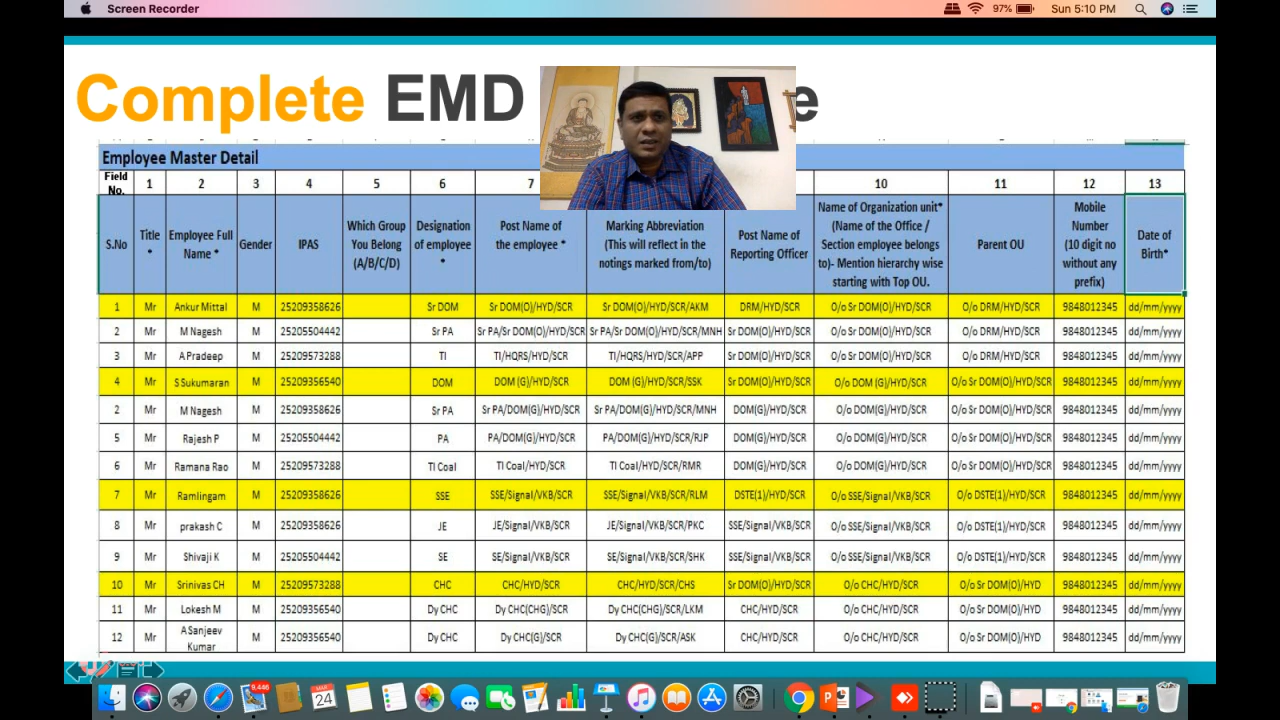 Screen Recorder
97%
Sun 5:10 PM
Complete EMD e
Employee Master Detail
Field No. 1 2 3 4 5 6 7 10 11 12 13
S.No
Title *
Employee Full Name *
Gender
IPAS
Which Group You Belong (A/B/C/D)
Designation of employee *
Post Name of the employee *
Marking Abbreviation (This will reflect in the notings marked from/to)
Post Name of Reporting Officer
Name of Organization unit* (Name of the Office / Section employee belongs to)- Mention hierarchy wise starting with Top OU.
Parent OU
Mobile Number (10 digit no without any prefix)
Date of Birth*
1 Mr Ankur Mittal M 25209358626 Sr DOM Sr DOM(O)/HYD/SCR Sr DOM(O)/HYD/SCR/AKM DRM/HYD/SCR O/o Sr DOM(O)/HYD/SCR O/o DRM/HYD/SCR 9848012345 dd/mm/yyyy
2 Mr M Nagesh M 25205504442 Sr PA Sr PA/Sr DOM(O)/HYD/SCR Sr PA/Sr DOM(O)/HYD/SCR/MNH Sr DOM(O)/HYD/SCR O/o Sr DOM(O)/HYD/SCR O/o DRM/HYD/SCR 9848012345 dd/mm/yyyy
3 Mr A Pradeep M 25209573288 TI TI/HQRS/HYD/SCR TI/HQRS/HYD/SCR/APP Sr DOM(O)/HYD/SCR O/o Sr DOM(O)/HYD/SCR O/o DRM/HYD/SCR 9848012345 dd/mm/yyyy
4 Mr S Sukumaran M 25209356540 DOM DOM (G)/HYD/SCR DOM (G)/HYD/SCR/SSK Sr DOM(O)/HYD/SCR O/o DOM (G)/HYD/SCR O/o Sr DOM(O)/HYD/SCR 9848012345 dd/mm/yyyy
2 Mr M Nagesh M 25209358626 Sr PA Sr PA/DOM(G)/HYD/SCR Sr PA/DOM(G)/HYD/SCR/MNH DOM(G)/HYD/SCR O/o DOM(G)/HYD/SCR O/o Sr DOM(O)/HYD/SCR 9848012345 dd/mm/yyyy
5 Mr Rajesh P M 25205504442 PA PA/DOM(G)/HYD/SCR PA/DOM(G)/HYD/SCR/RJP DOM(G)/HYD/SCR O/o DOM(G)/HYD/SCR O/o Sr DOM(O)/HYD/SCR 9848012345 dd/mm/yyyy
6 Mr Ramana Rao M 25209573288 TI Coal TI Coal/HYD/SCR TI Coal/HYD/SCR/RMR DOM(G)/HYD/SCR O/o DOM(G)/HYD/SCR O/o Sr DOM(O)/HYD/SCR 9848012345 dd/mm/yyyy
7 Mr Ramlingam M 25209358626 SSE SSE/Signal/VKB/SCR SSE/Signal/VKB/SCR/RLM DSTE(1)/HYD/SCR O/o SSE/Signal/VKB/SCR O/o DSTE(1)/HYD/SCR 9848012345 dd/mm/yyyy
8 Mr prakash C M 25209358626 JE JE/Signal/VKB/SCR JE/Signal/VKB/SCR/PKC SSE/Signal/VKB/SCR O/o SSE/Signal/VKB/SCR O/o DSTE(1)/HYD/SCR 9848012345 dd/mm/yyyy
9 Mr Shivaji K M 25205504442 SE SE/Signal/VKB/SCR SE/Signal/VKB/SCR/SHK SSE/Signal/VKB/SCR O/o SSE/Signal/VKB/SCR O/o DSTE(1)/HYD/SCR 9848012345 dd/mm/yyyy
10 Mr Srinivas CH M 25209573288 CHC CHC/HYD/SCR CHC/HYD/SCR/CHS Sr DOM(O)/HYD/SCR O/o CHC/HYD/SCR O/o Sr DOM(O)/HYD 9848012345 dd/mm/yyyy
11 Mr Lokesh M M 25209356540 Dy CHC Dy CHC(CHG)/SCR Dy CHC(CHG)/SCR/LKM CHC/HYD/SCR O/o CHC/HYD/SCR O/o Sr DOM(O)/HYD 9848012345 dd/mm/yyyy
12 Mr A Sanjeev Kumar M 25209356540 Dy CHC Dy CHC(G)/SCR Dy CHC(G)/SCR/ASK CHC/HYD/SCR O/o CHC/HYD/SCR O/o Sr DOM(O)/HYD 9848012345 dd/mm/yyyy
9,446
MAR
24